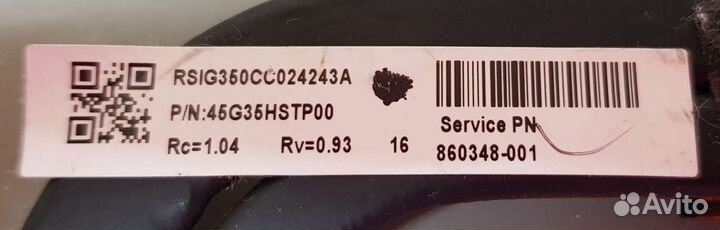 RSIG350CC024243A
P/N:45G35HSTP00
Rc=1.04 Rv=0.93 16
Service PN
860348-001
Avito